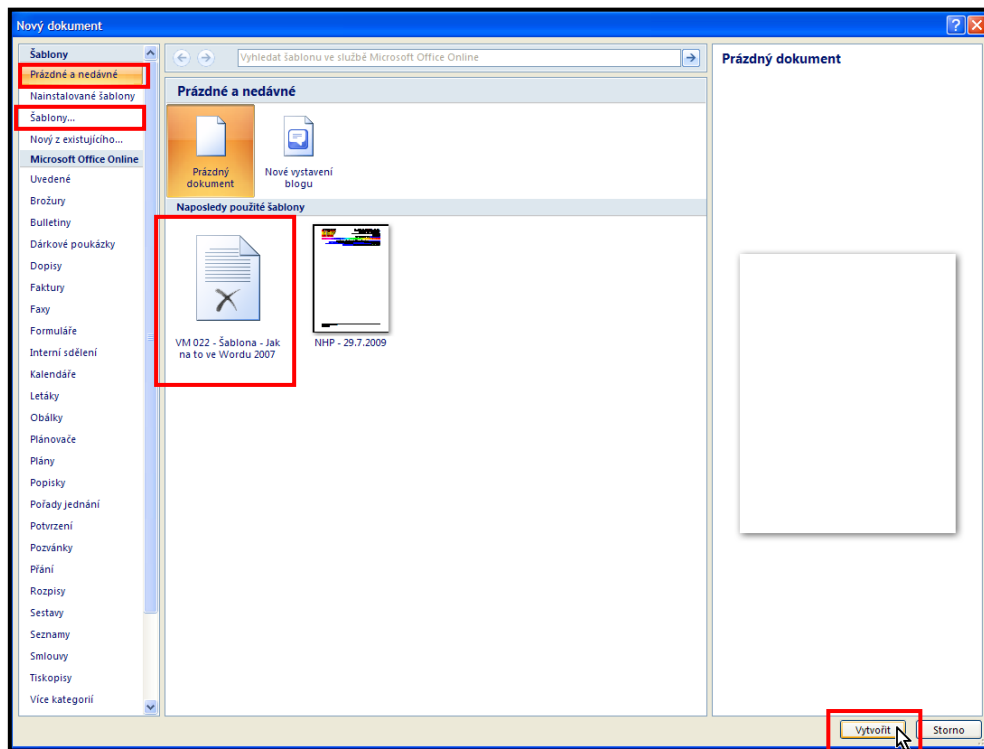 Nový dokument
Šablony
Prázdné a nedávné
Nainstalované šablony
Šablony...
Nový z existujícího...
Microsoft Office Online
Uvedené
Brožury
Bulletiny
Dárkové poukázky
Dopisy
Faktury
Faxy
Formuláře
Interní sdělení
Kalendáře
Letáky
Obálky
Plánovače
Plány
Popisky
Pořady jednání
Potvrzení
Pozvánky
Přání
Rozpisy
Sestavy
Seznamy
Smlouvy
Tiskopisy
Více kategorií
Vyhledat šablonu ve službě Microsoft Office Online
Prázdné a nedávné
Prázdný
dokument
Nové vystavení
blogu
Naposledy použité šablony
VM 022 - Šablona - Jak
na to ve Wordu 2007
NHP - 29.7.2009
Prázdný dokument
Vytvořit
Storno